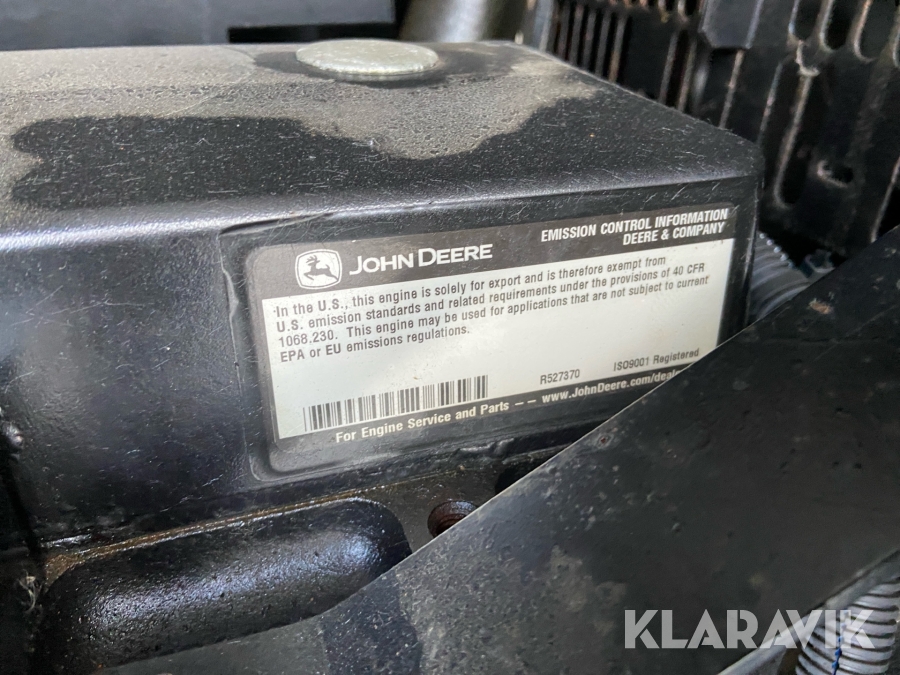 JOHN DEERE
EMISSION CONTROL INFORMATION
DEERE & COMPANY
In the U.S., this engine is solely for export and is therefore exempt from
U.S. emission standards and related requirements under the provisions of 40 CFR
1068.230. This engine may be used for applications that are not subject to current
EPA or EU emissions regulations.
R527370
ISO9001 Registered
For Engine Service and Parts -- www.JohnDeere.com/deale
KLARAVIK